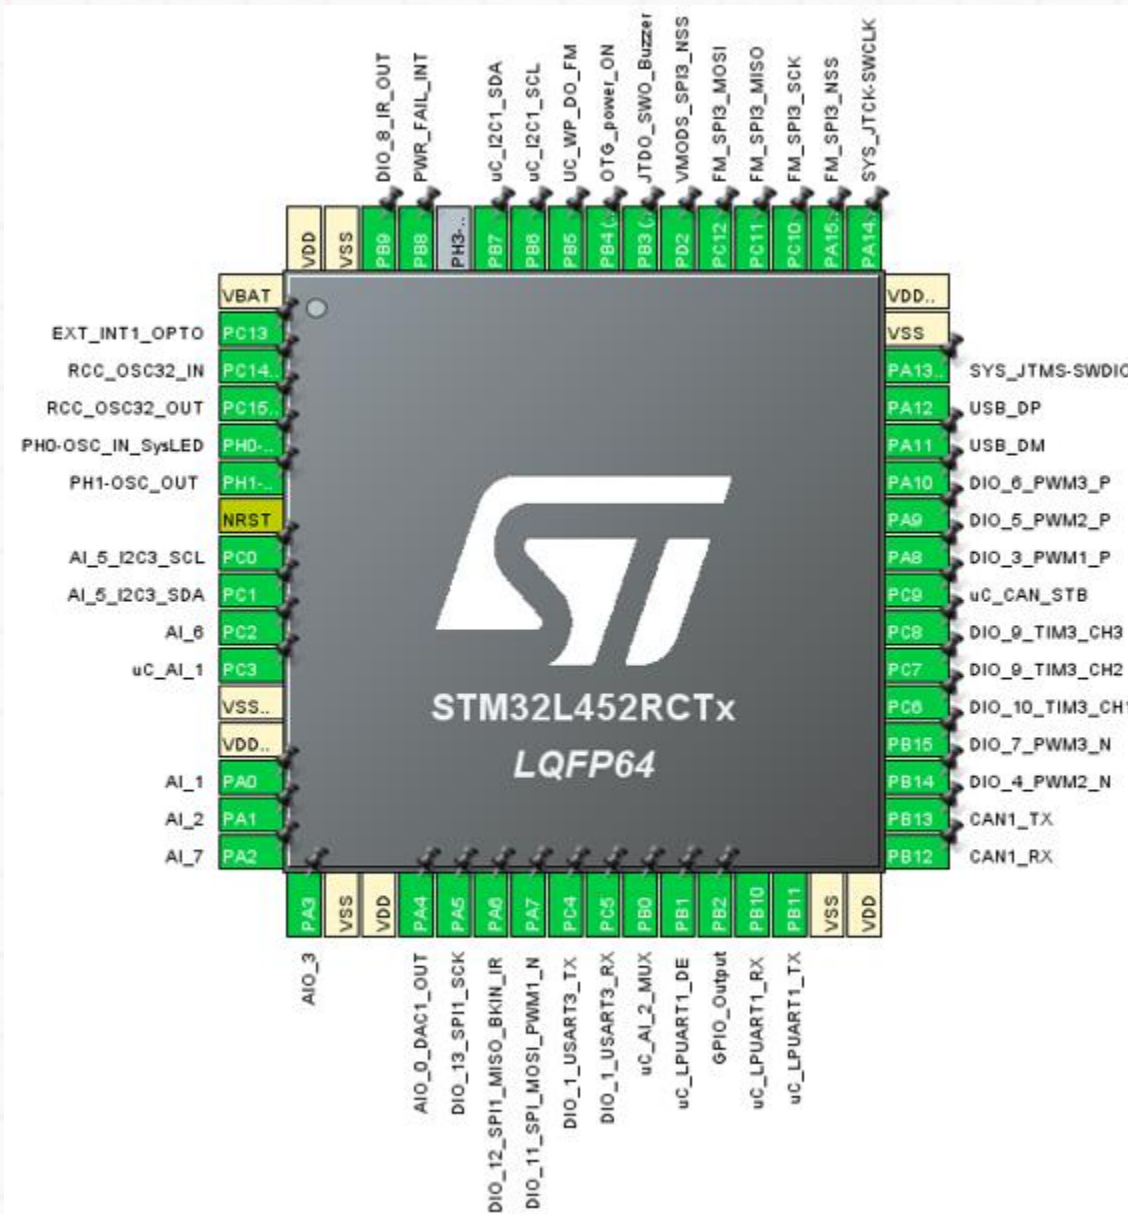 DIO_8_IR_OUT
PWR_FAIL_INT
uC_I2C1_SDA
uC_I2C1_SCL
UC_WP_DO_FM
OTG_power_ON
JTDO_SWO_Buzzer
VMODS_SPI3_NSS
FM_SPI3_MOSI
FM_SPI3_MISO
FM_SPI3_SCK
FM_SPI3_NSS
SYS_JTCK-SWCLK
VDD
VSS
PB9
PB8
PH3-..
PB7
PB6
PB5
PB4 (..
PB3 (..
PD2
PC12
PC11
PC10
PA15..
PA14..
VBAT
EXT_INT1_OPTO PC13
RCC_OSC32_IN PC14..
RCC_OSC32_OUT PC15..
PH0-OSC_IN_SysLED PH0-..
PH1-OSC_OUT PH1-..
NRST
AI_5_I2C3_SCL PC0
AI_5_I2C3_SDA PC1
AI_6 PC2
uC_AI_1 PC3
VSS..
VDD..
AI_1 PA0
AI_2 PA1
AI_7 PA2
ST
STM32L452RCTx
LQFP64
VDD..
VSS
PA13.. SYS_JTMS-SWDIO
PA12 USB_DP
PA11 USB_DM
PA10 DIO_6_PWM3_P
PA9 DIO_5_PWM2_P
PA8 DIO_3_PWM1_P
PC9 uC_CAN_STB
PC8 DIO_9_TIM3_CH3
PC7 DIO_9_TIM3_CH2
PC6 DIO_10_TIM3_CH1
PB15 DIO_7_PWM3_N
PB14 DIO_4_PWM2_N
PB13 CAN1_TX
PB12 CAN1_RX
PA3
VSS
VDD
PA4
PA5
PA6
PA7
PC4
PC5
PB0
PB1
PB2
PB10
PB11
VSS
VDD
AIO_3
AIO_0_DAC1_OUT
DIO_13_SPI1_SCK
DIO_12_SPI1_MISO_BKIN_IR
DIO_11_SPI_MOSI_PWM1_N
DIO_1_USART3_TX
DIO_1_USART3_RX
uC_AI_2_MUX
uC_LPUART1_DE
GPIO_Output
uC_LPUART1_RX
uC_LPUART1_TX